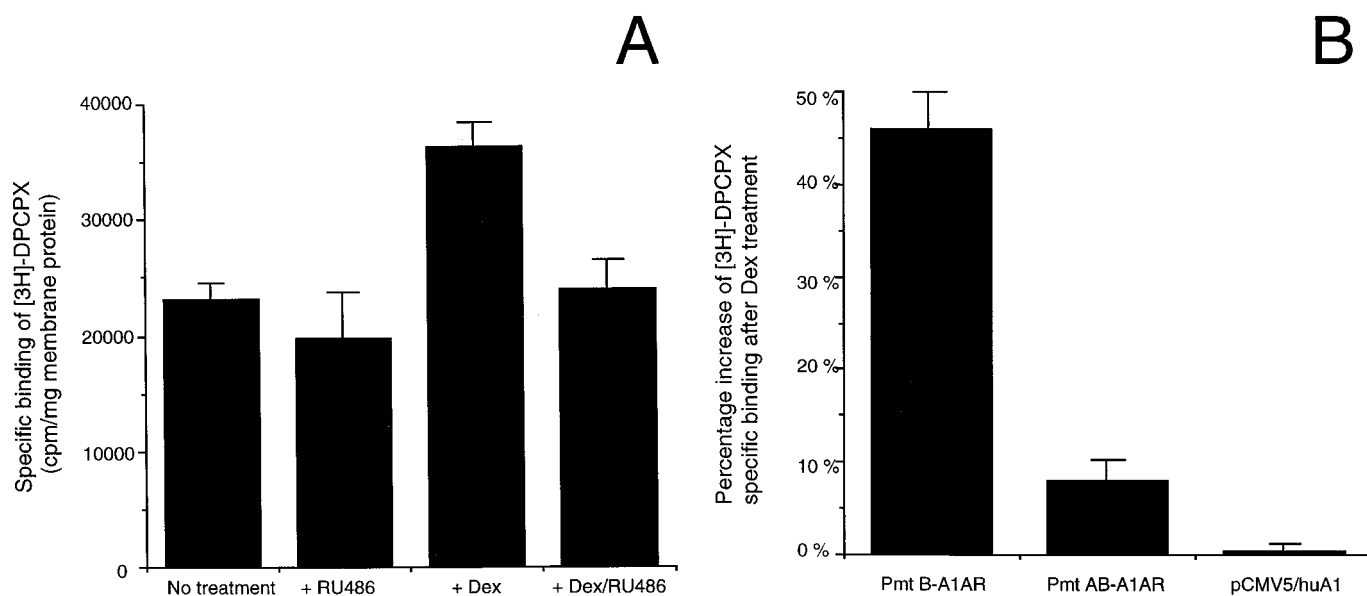 A
Specific binding of [3H]-DPCPX
(cpm/mg membrane protein)
40000
30000
20000
10000
0
No treatment
+ RU486
+ Dex
+ Dex/RU486
B
Percentage increase of [3H]-DPCPX
specific binding after Dex treatment
50 %
40 %
30 %
20 %
10 %
0 %
Pmt B-A1AR
Pmt AB-A1AR
pCMV5/huA1